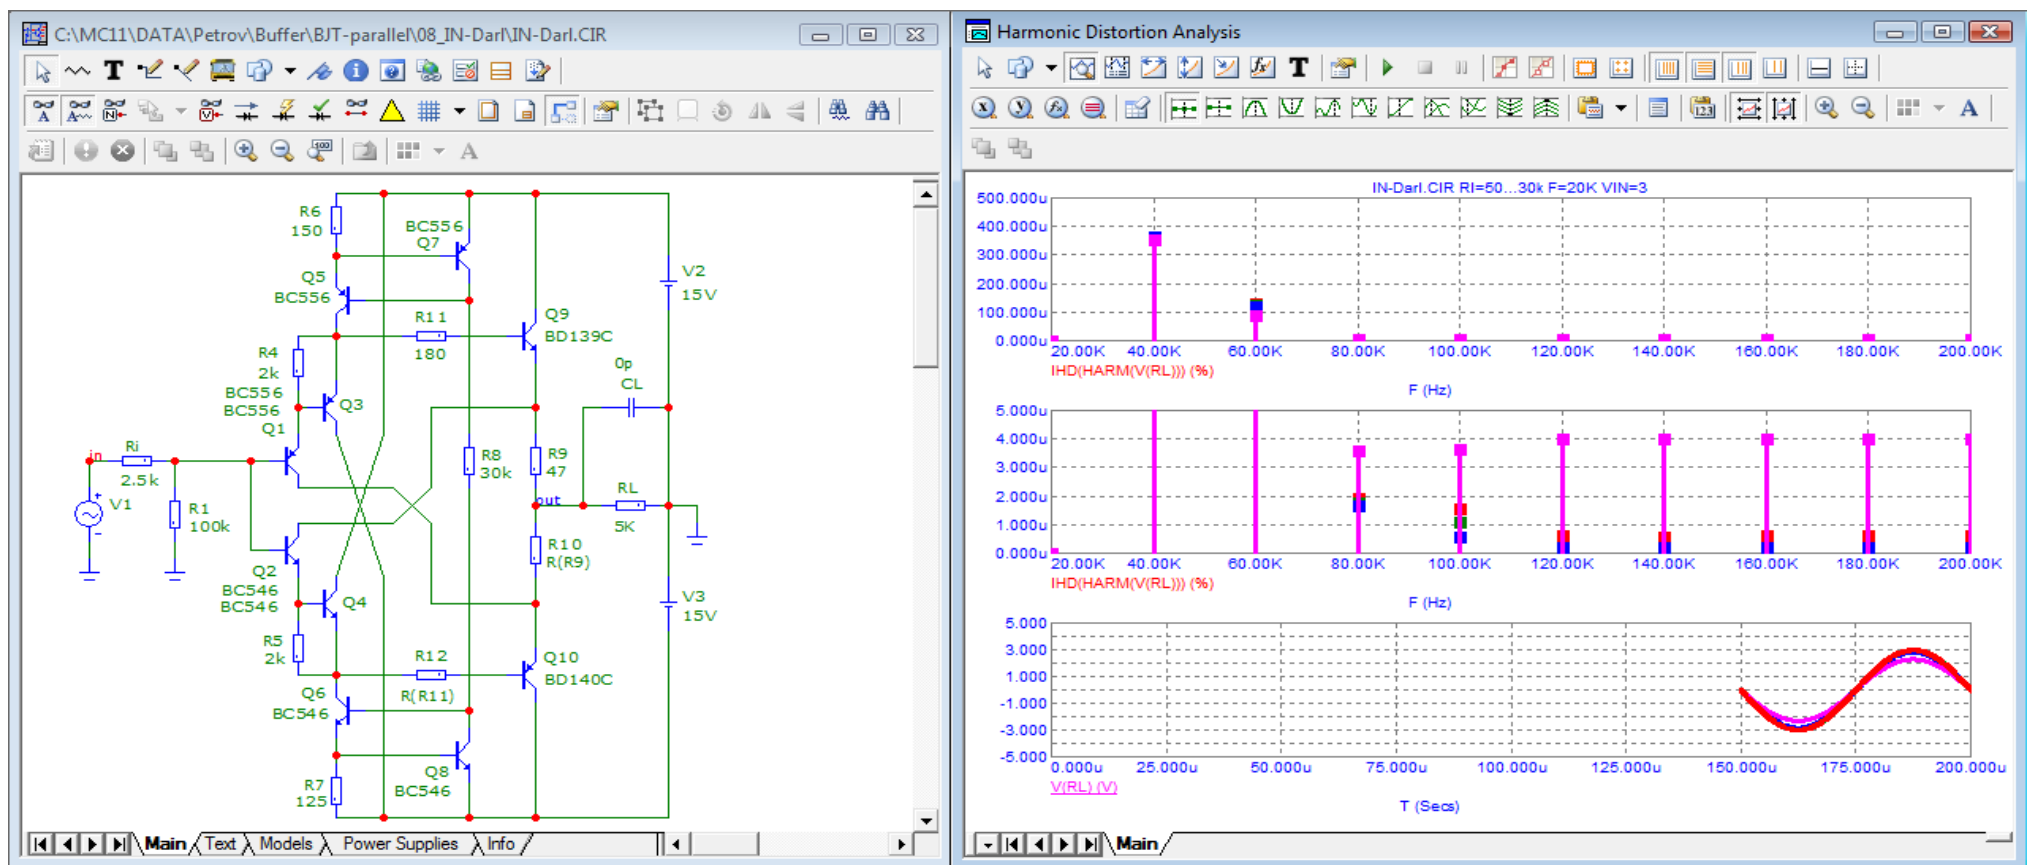 C:\MC11\DATA\Petrov\Buffer\BJT-parallel\08_IN-Darl\IN-Darl.CIR
R6
150
BC556
Q7
Q5
BC556
V2
15V
R11
180
Q9
BD139C
R4
2k
BC556
BC556
Q3
Q1
0p
CL
in
Ri
2.5k
V1
R1
100k
R8
30k
R9
47
out
RL
5K
R10
R(R9)
Q2
BC546
BC546
Q4
V3
15V
R5
2k
R12
R(R11)
Q10
BD140C
Q6
BC546
Q8
BC546
R7
125
Main
Text
Models
Power Supplies
Info
Harmonic Distortion Analysis
IN-Darl.CIR RI=50...30k F=20K VIN=3
500.000u
400.000u
300.000u
200.000u
100.000u
0.000u
20.00K 40.00K 60.00K 80.00K 100.00K 120.00K 140.00K 160.00K 180.00K 200.00K
IHD(HARM(V(RL))) (%)
F (Hz)
5.000u
4.000u
3.000u
2.000u
1.000u
0.000u
20.00K 40.00K 60.00K 80.00K 100.00K 120.00K 140.00K 160.00K 180.00K 200.00K
IHD(HARM(V(RL))) (%)
F (Hz)
5.000
3.000
1.000
-1.000
-3.000
-5.000
0.000u 25.000u 50.000u 75.000u 100.000u 125.000u 150.000u 175.000u 200.000u
V(RL) (V)
T (Secs)
Main